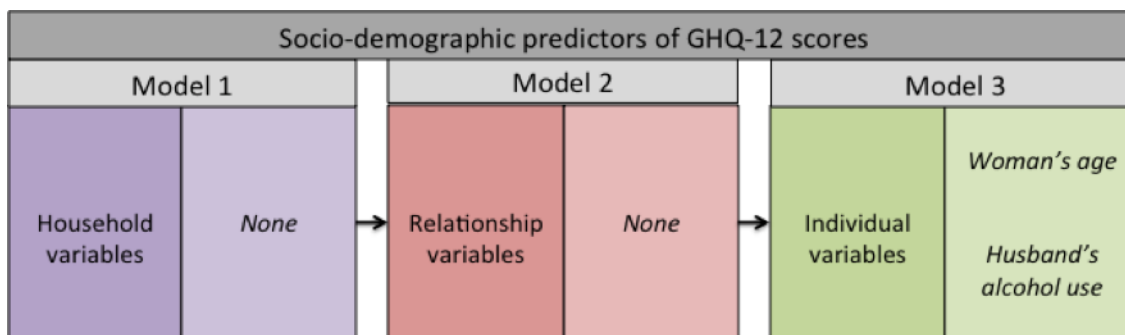 Socio-demographic predictors of GHQ-12 scores
Model 1
Household
variables
None
Model 2
Relationship
variables
None
Model 3
Individual
variables
Woman's age
Husband's
alcohol use